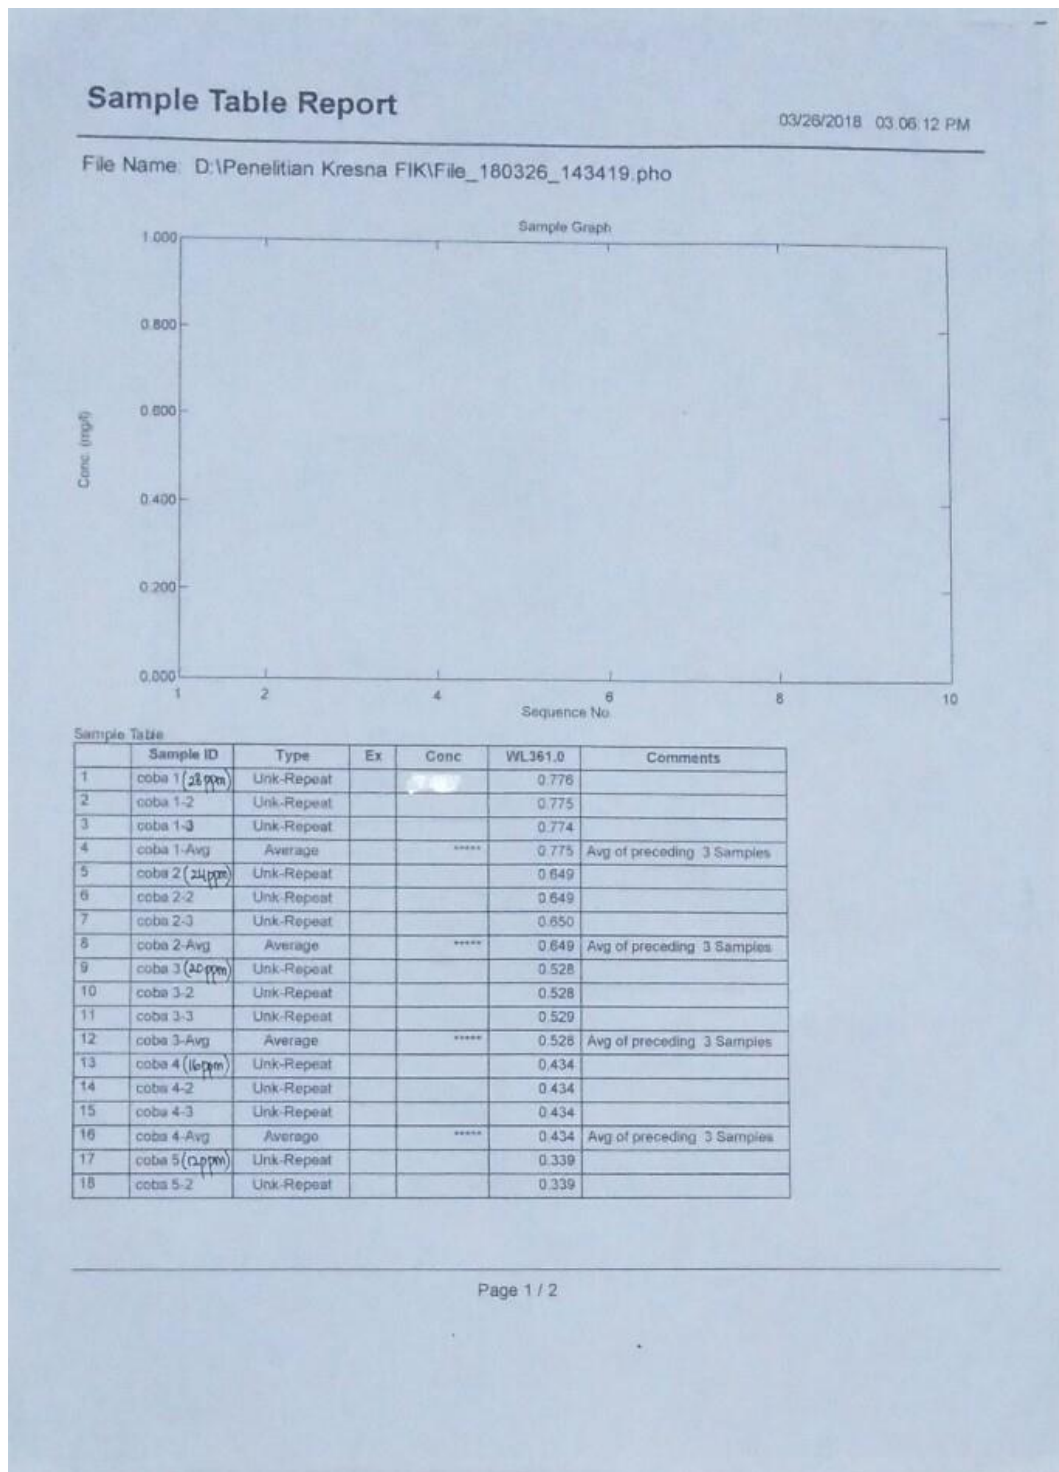 Sample Table Report
03/26/2018 03:06:12 PM
File Name: D:\Penelitian Kresna FIK\File_180326_143419.pho
Sample Graph
1.000
0.800
0.600
0.400
0.200
0.000
Conc. (mg/l)
1 2 4 6 8 10
Sequence No.
Sample Table
Sample ID Type Ex Conc WL361.0 Comments
1 coba 1 (28 ppm) Unk-Repeat 0.776
2 coba 1-2 Unk-Repeat 0.775
3 coba 1-3 Unk-Repeat 0.774
4 coba 1-Avg Average ***** 0.775 Avg of preceding 3 Samples
5 coba 2 (24 ppm) Unk-Repeat 0.649
6 coba 2-2 Unk-Repeat 0.649
7 coba 2-3 Unk-Repeat 0.650
8 coba 2-Avg Average ***** 0.649 Avg of preceding 3 Samples
9 coba 3 (20 ppm) Unk-Repeat 0.528
10 coba 3-2 Unk-Repeat 0.528
11 coba 3-3 Unk-Repeat 0.529
12 coba 3-Avg Average ***** 0.528 Avg of preceding 3 Samples
13 coba 4 (16 ppm) Unk-Repeat 0.434
14 coba 4-2 Unk-Repeat 0.434
15 coba 4-3 Unk-Repeat 0.434
16 coba 4-Avg Average ***** 0.434 Avg of preceding 3 Samples
17 coba 5 (12 ppm) Unk-Repeat 0.339
18 coba 5-2 Unk-Repeat 0.339
Page 1 / 2